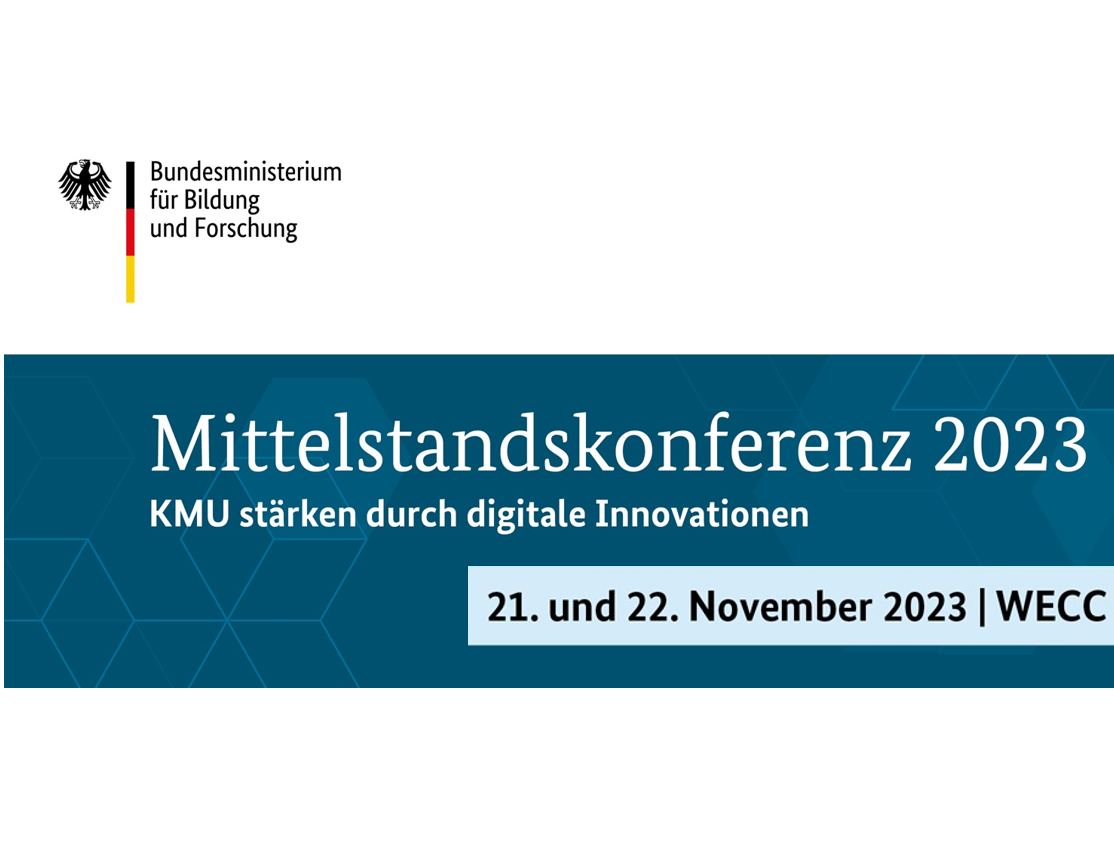 Bundesministerium
für Bildung
und Forschung
Mittelstandskonferenz 2023
KMU stärken durch digitale Innovationen
21. und 22. November 2023 | WECC